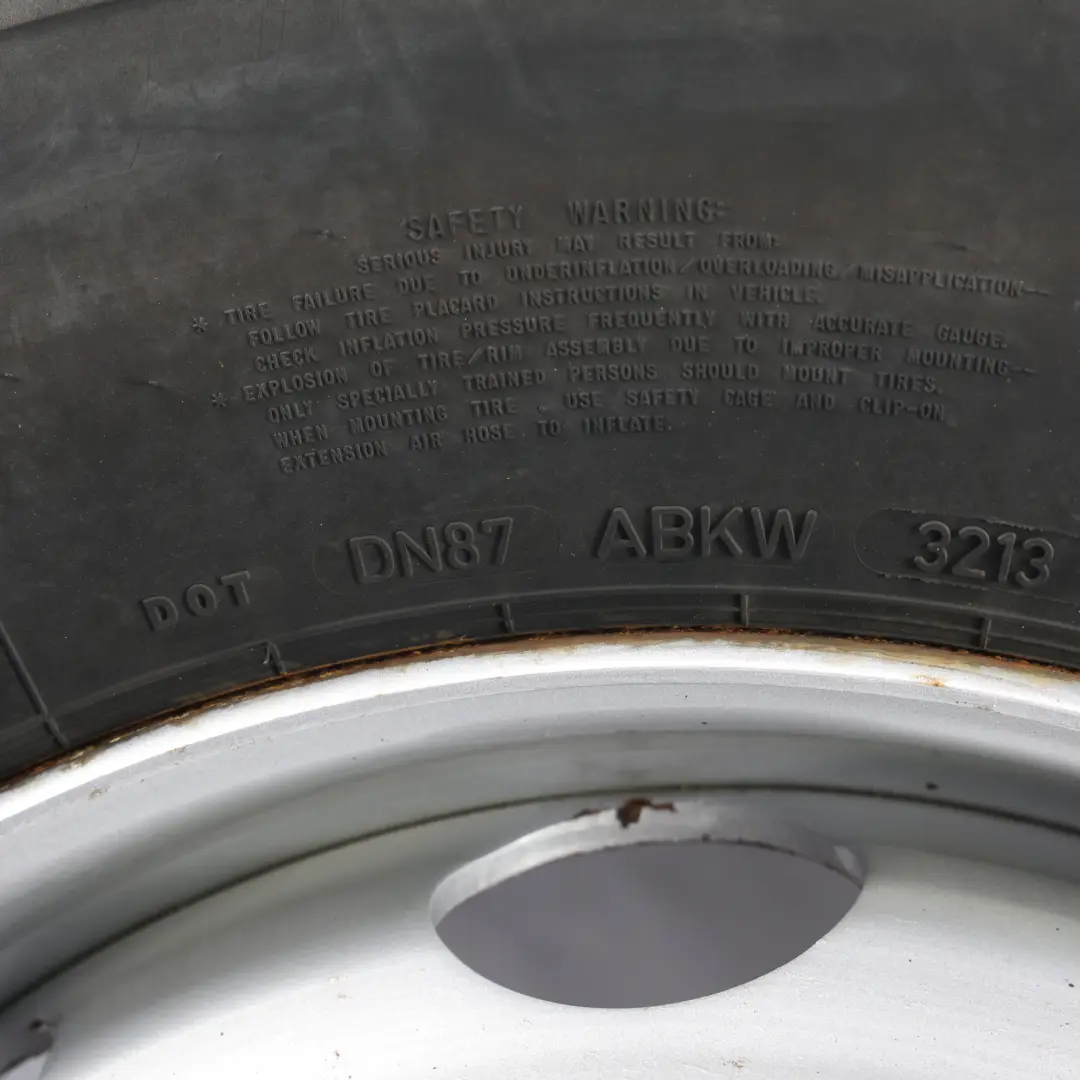 SAFETY WARNING:
SERIOUS INJURY MAY RESULT FROM:
* TIRE FAILURE DUE TO UNDERINFLATION/OVERLOADING/MISAPPLICATION--
FOLLOW TIRE PLACARD INSTRUCTIONS IN VEHICLE.
CHECK INFLATION PRESSURE FREQUENTLY WITH ACCURATE GAUGE.
* EXPLOSION OF TIRE/RIM ASSEMBLY DUE TO IMPROPER MOUNTING--
ONLY SPECIALLY TRAINED PERSONS SHOULD MOUNT TIRES.
WHEN MOUNTING TIRE, USE SAFETY CAGE AND CLIP-ON
EXTENSION AIR HOSE TO INFLATE.
DOT DN87 ABKW 3213